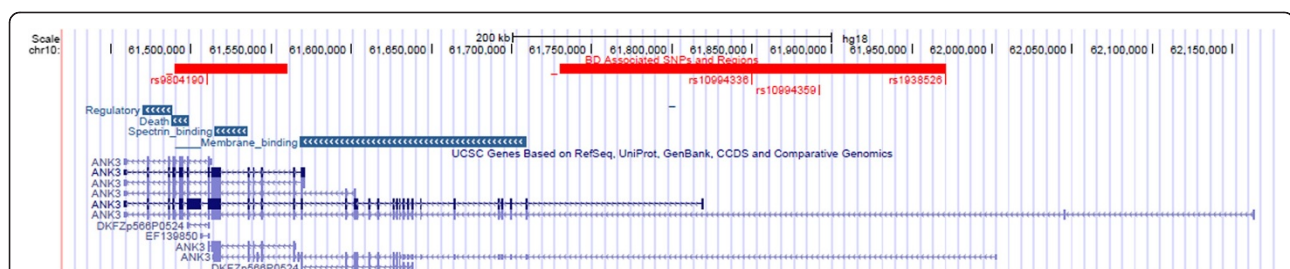 Scale 200 kb hg18
chr10: 61,500,000 61,550,000 61,600,000 61,650,000 61,700,000 61,750,000 61,800,000 61,850,000 61,900,000 61,950,000 62,000,000 62,050,000 62,100,000 62,150,000
BD Associated SNPs and Regions
rs9804190 rs10994336 rs1938526
rs10994359
Regulatory
Death
Spectrin_binding
Membrane_binding
UCSC Genes Based on RefSeq, UniProt, GenBank, CCDS and Comparative Genomics
ANK3
ANK3
ANK3
ANK3
ANK3
ANK3
DKFZp566P0524
EF139850
ANK3
ANK3
DKFZp566P0524